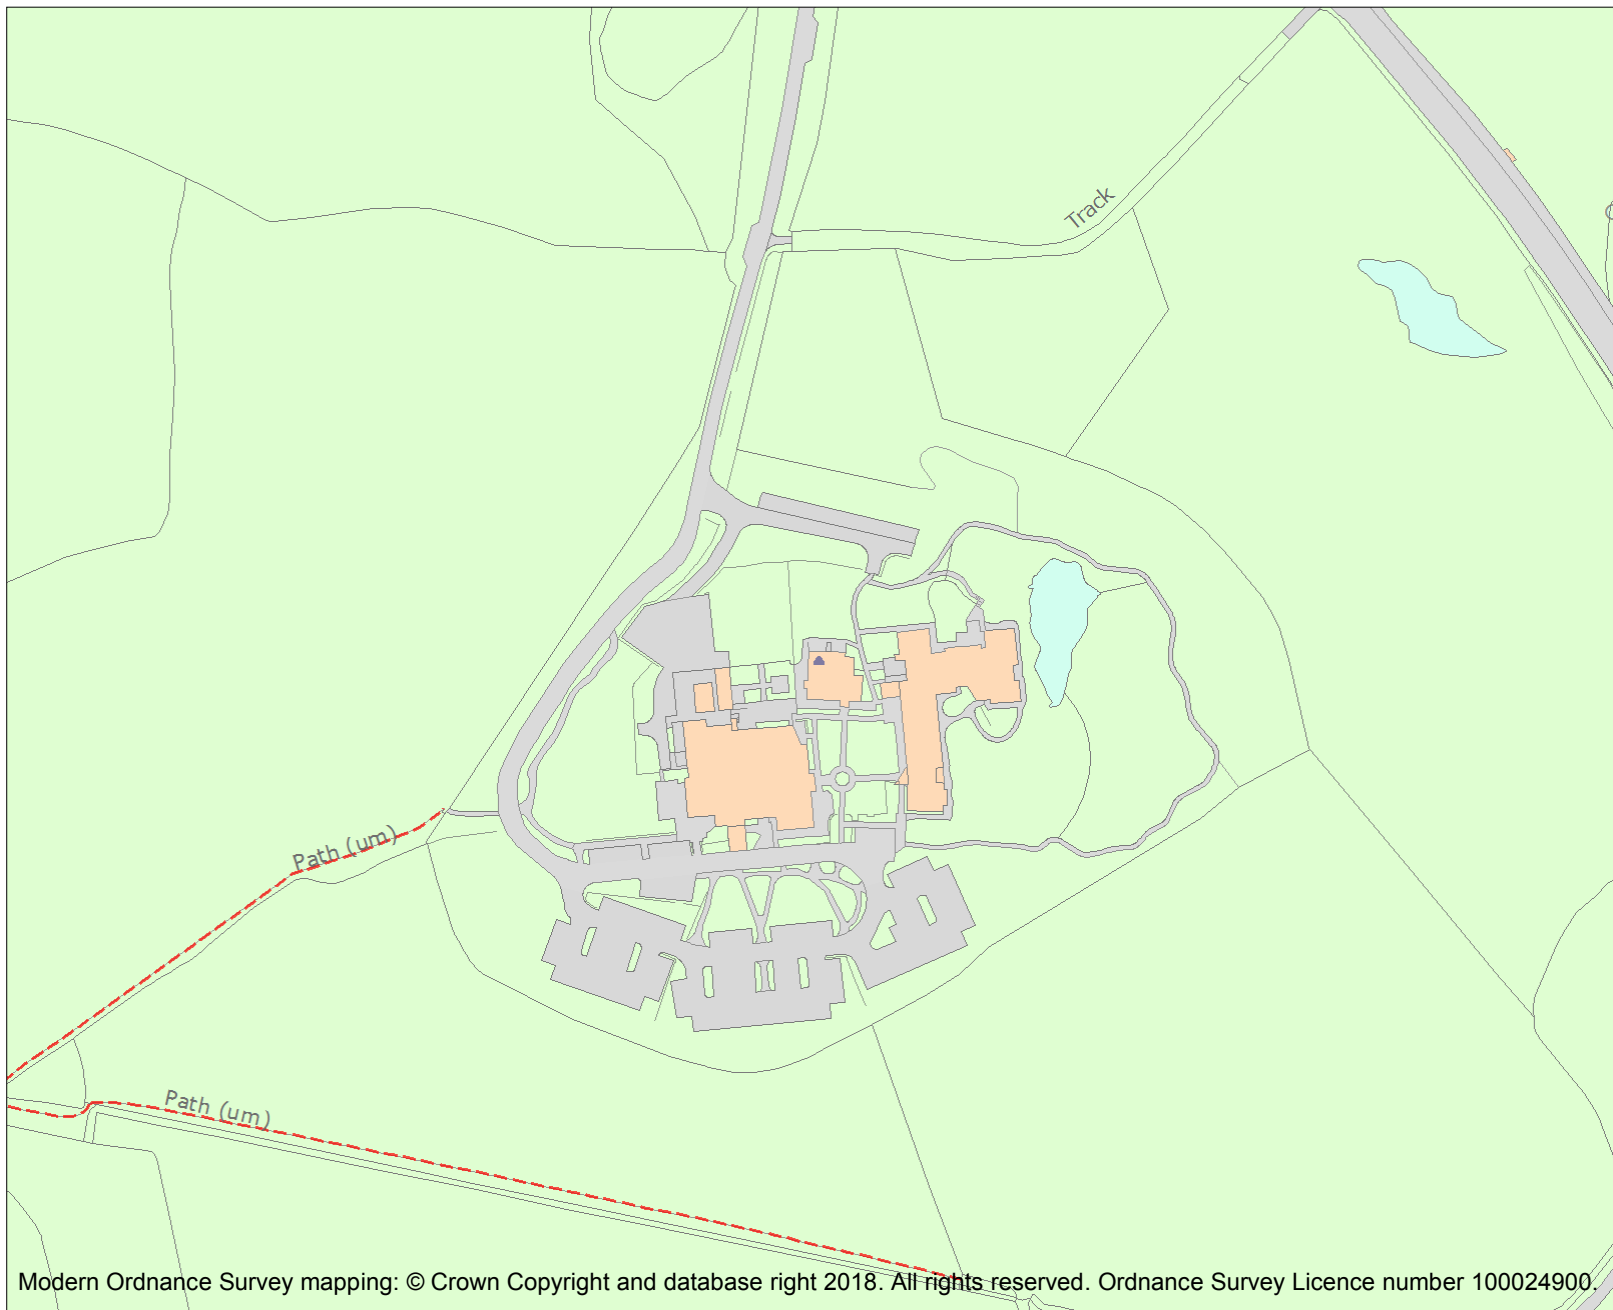 Track
Path (um)
Path (um)
Modern Ordnance Survey mapping: © Crown Copyright and database right 2018. All rights reserved. Ordnance Survey Licence number 100024900.